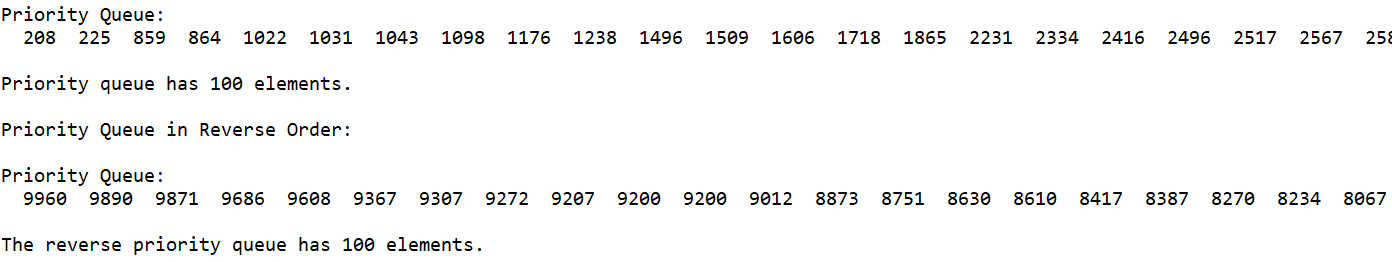 Priority Queue:
208 225 859 864 1022 1031 1043 1098 1176 1238 1496 1509 1606 1718 1865 2231 2334 2416 2496 2517 2567
Priority queue has 100 elements.
Priority Queue in Reverse Order:
Priority Queue:
9960 9890 9871 9686 9608 9367 9307 9272 9207 9200 9200 9012 8873 8751 8630 8610 8417 8387 8270 8234 8067
The reverse priority queue has 100 elements.